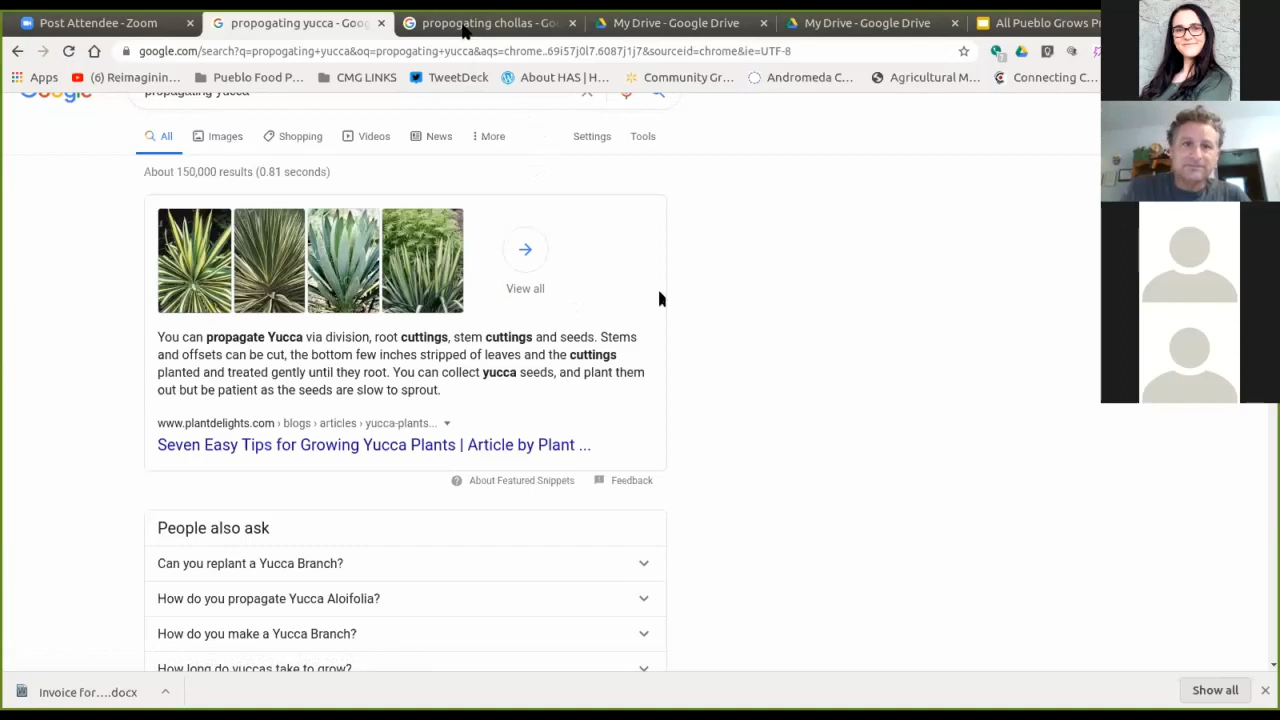 Post Attendee - Zoom × propogating yucca - Goo × propogating chollas - Go × My Drive - Google Drive × My Drive - Google Drive × All Pueblo Grows Pr
google.com/search?q=propogating+yucca&oq=propogating+yucca&aqs=chrome..69i57j0l7.6087j1j7&sourceid=chrome&ie=UTF-8
Apps (6) Reimaginin... Pueblo Food P... CMG LINKS TweetDeck About HAS | H... Community Gr... Andromeda C... Agricultural M... Connecting C...
Google propagating yucca
All Images Shopping Videos News More Settings Tools
About 150,000 results (0.81 seconds)
View all
You can propagate Yucca via division, root cuttings, stem cuttings and seeds. Stems
and offsets can be cut, the bottom few inches stripped of leaves and the cuttings
planted and treated gently until they root. You can collect yucca seeds, and plant them
out but be patient as the seeds are slow to sprout.
www.plantdelights.com › blogs › articles › yucca-plants...
Seven Easy Tips for Growing Yucca Plants | Article by Plant ...
About Featured Snippets Feedback
People also ask
Can you replant a Yucca Branch?
How do you propagate Yucca Aloifolia?
How do you make a Yucca Branch?
How long do yuccas take to grow?
Invoice for....docx Show all ×